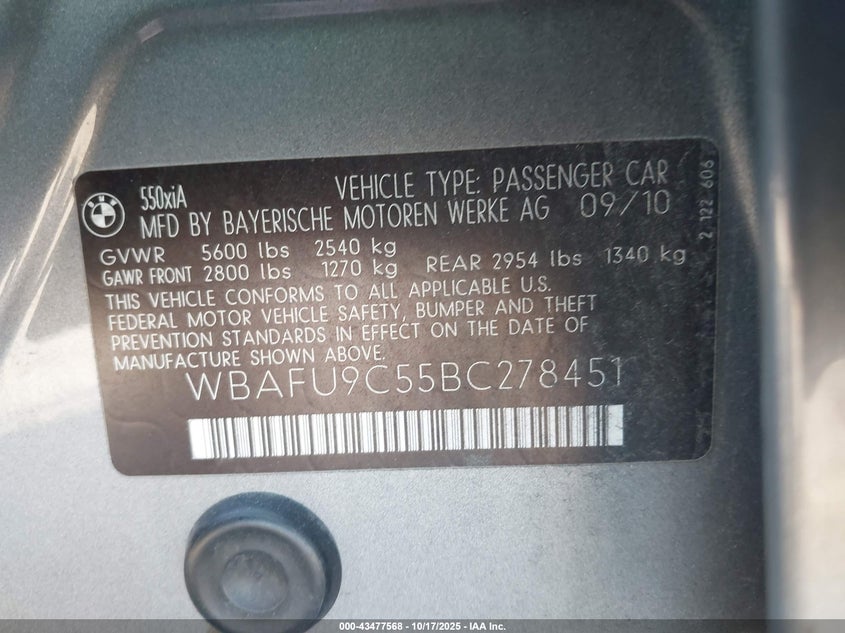 550xiA
VEHICLE TYPE: PASSENGER CAR
MFD BY BAYERISCHE MOTOREN WERKE AG 09/10
GVWR 5600 lbs 2540 kg
GAWR FRONT 2800 lbs 1270 kg REAR 2954 lbs 1340 kg
THIS VEHICLE CONFORMS TO ALL APPLICABLE U.S.
FEDERAL MOTOR VEHICLE SAFETY, BUMPER AND THEFT
PREVENTION STANDARDS IN EFFECT ON THE DATE OF
MANUFACTURE SHOWN ABOVE.
WBAFU9C55BC278451
2 122 606
000-43477568 - 10/17/2025 - IAA Inc.